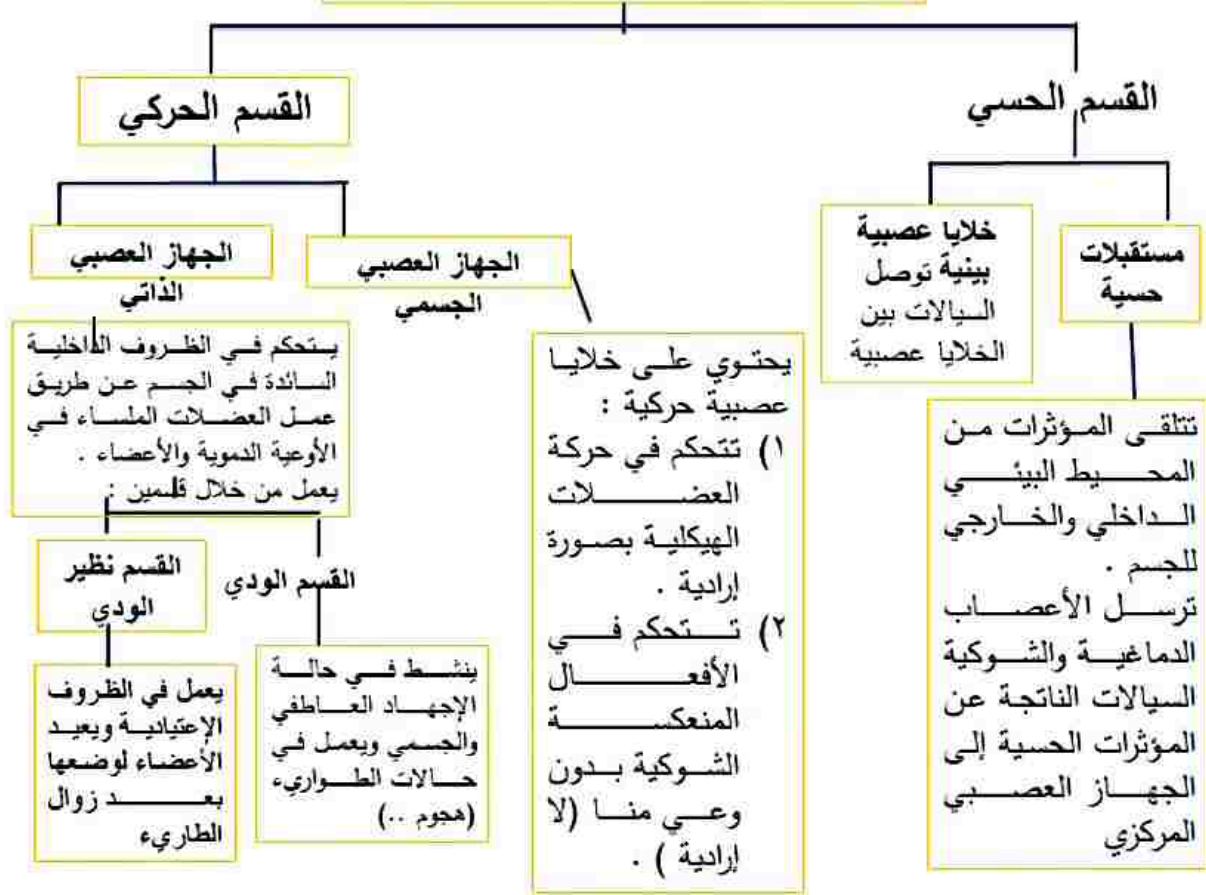 القسم الحسي
القسم الحركي
مستقبلات
حسية
خلايا عصبية
بينية توصل
السيالات بين
الخلايا عصبية
الجهاز العصبي
الجسمي
الجهاز العصبي
الذاتي
تتلقى المؤثرات من
المحيط البيئي
الداخلي والخارجي
للجسم .
ترسل الأعصاب
الدماغية والشوكية
السيالات الناتجة عن
المؤثرات الحسية إلى
الجهاز العصبي
المركزي
يحتوي على خلايا
عصبية حركية :
١) تتحكم في حركة
العضلات
الهيكلية بصورة
إرادية .
٢) تتحكم في
الأفعال
المنعكسة
الشوكية بدون
وعي منا (لا
إرادية ) .
يتحكم في الظروف الداخلية
السائدة في الجسم عن طريق
عمل العضلات الملساء في
الأوعية الدموية والأعضاء .
يعمل من خلال قسمين :
القسم الودي
القسم نظير
الودي
ينشط في حالة
الإجهاد العاطفي
والجسمي ويعمل في
حالات الطواريء
(هجوم ..)
يعمل في الظروف
الإعتيادية ويعيد
الأعضاء لوضعها
بعد زوال
الطاريء